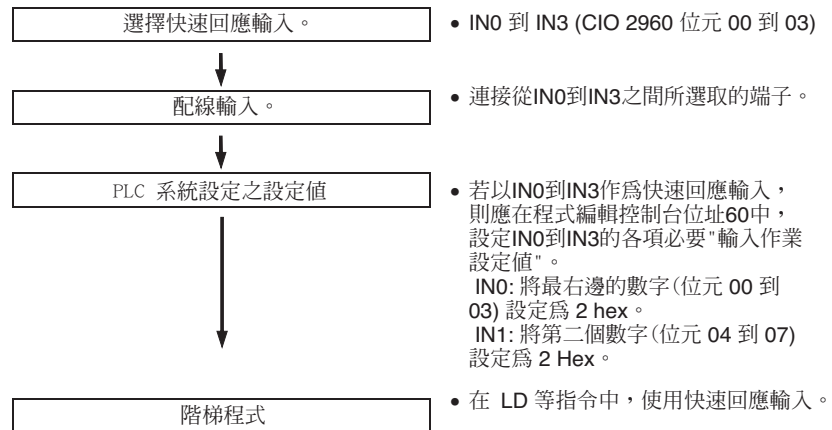 選擇快速回應輸入。
• IN0 到 IN3 (CIO 2960 位元 00 到 03)
配線輸入。
• 連接從IN0到IN3之間所選取的端子。
PLC 系統設定之設定值
• 若以IN0到IN3作爲快速回應輸入，
則應在程式編輯控制台位址60中，
設定IN0到IN3的各項必要"輸入作業
設定值"。
IN0: 將最右邊的數字(位元 00 到
03) 設定爲 2 hex。
IN1: 將第二個數字(位元 04 到 07)
設定爲 2 Hex。
階梯程式
• 在 LD 等指令中，使用快速回應輸入。